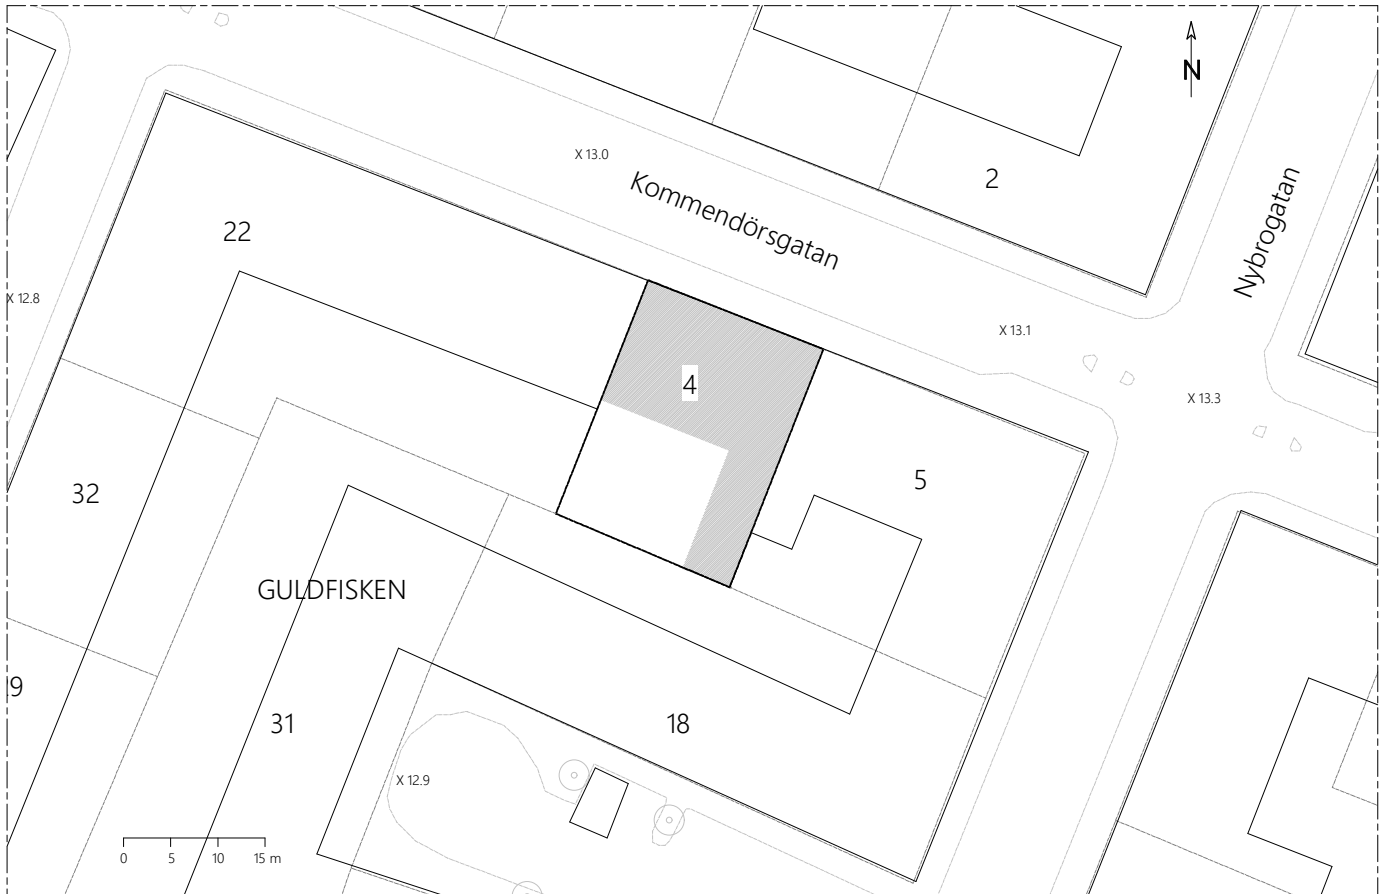 N
X 13.0
2
Kommendörsgatan
Nybrogatan
22
X 12.8
X 13.1
4
X 13.3
5
32
GULDFISKEN
9
31
18
X 12.9
0 5 10 15 m